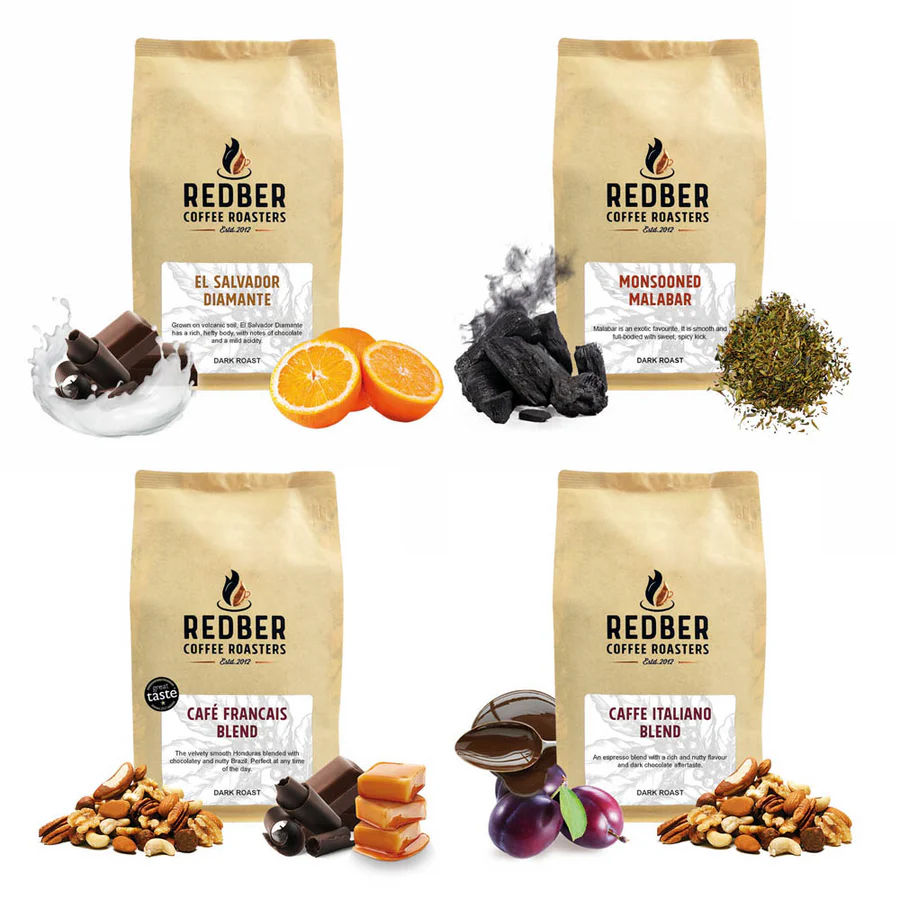 REDBER
COFFEE ROASTERS
Estd.2012
EL SALVADOR
DIAMANTE
Grown on volcanic soil, El Salvador Diamante
has a rich, hefty body, with notes of chocolate
and a mild acidity.
DARK ROAST
REDBER
COFFEE ROASTERS
Estd.2012
MONSOONED
MALABAR
Malabar is an exotic favourite. It is smooth and
full-bodied with sweet, spicy kick.
DARK ROAST
REDBER
COFFEE ROASTERS
Estd.2012
great
taste
CAFÉ FRANCAIS
BLEND
The velvety smooth Honduras blended with
chocolatey and nutty Brazil. Perfect at any time
of the day.
DARK ROAST
REDBER
COFFEE ROASTERS
Estd.2012
CAFFE ITALIANO
BLEND
An espresso blend with a rich and nutty flavour
and dark chocolate aftertaste.
DARK ROAST